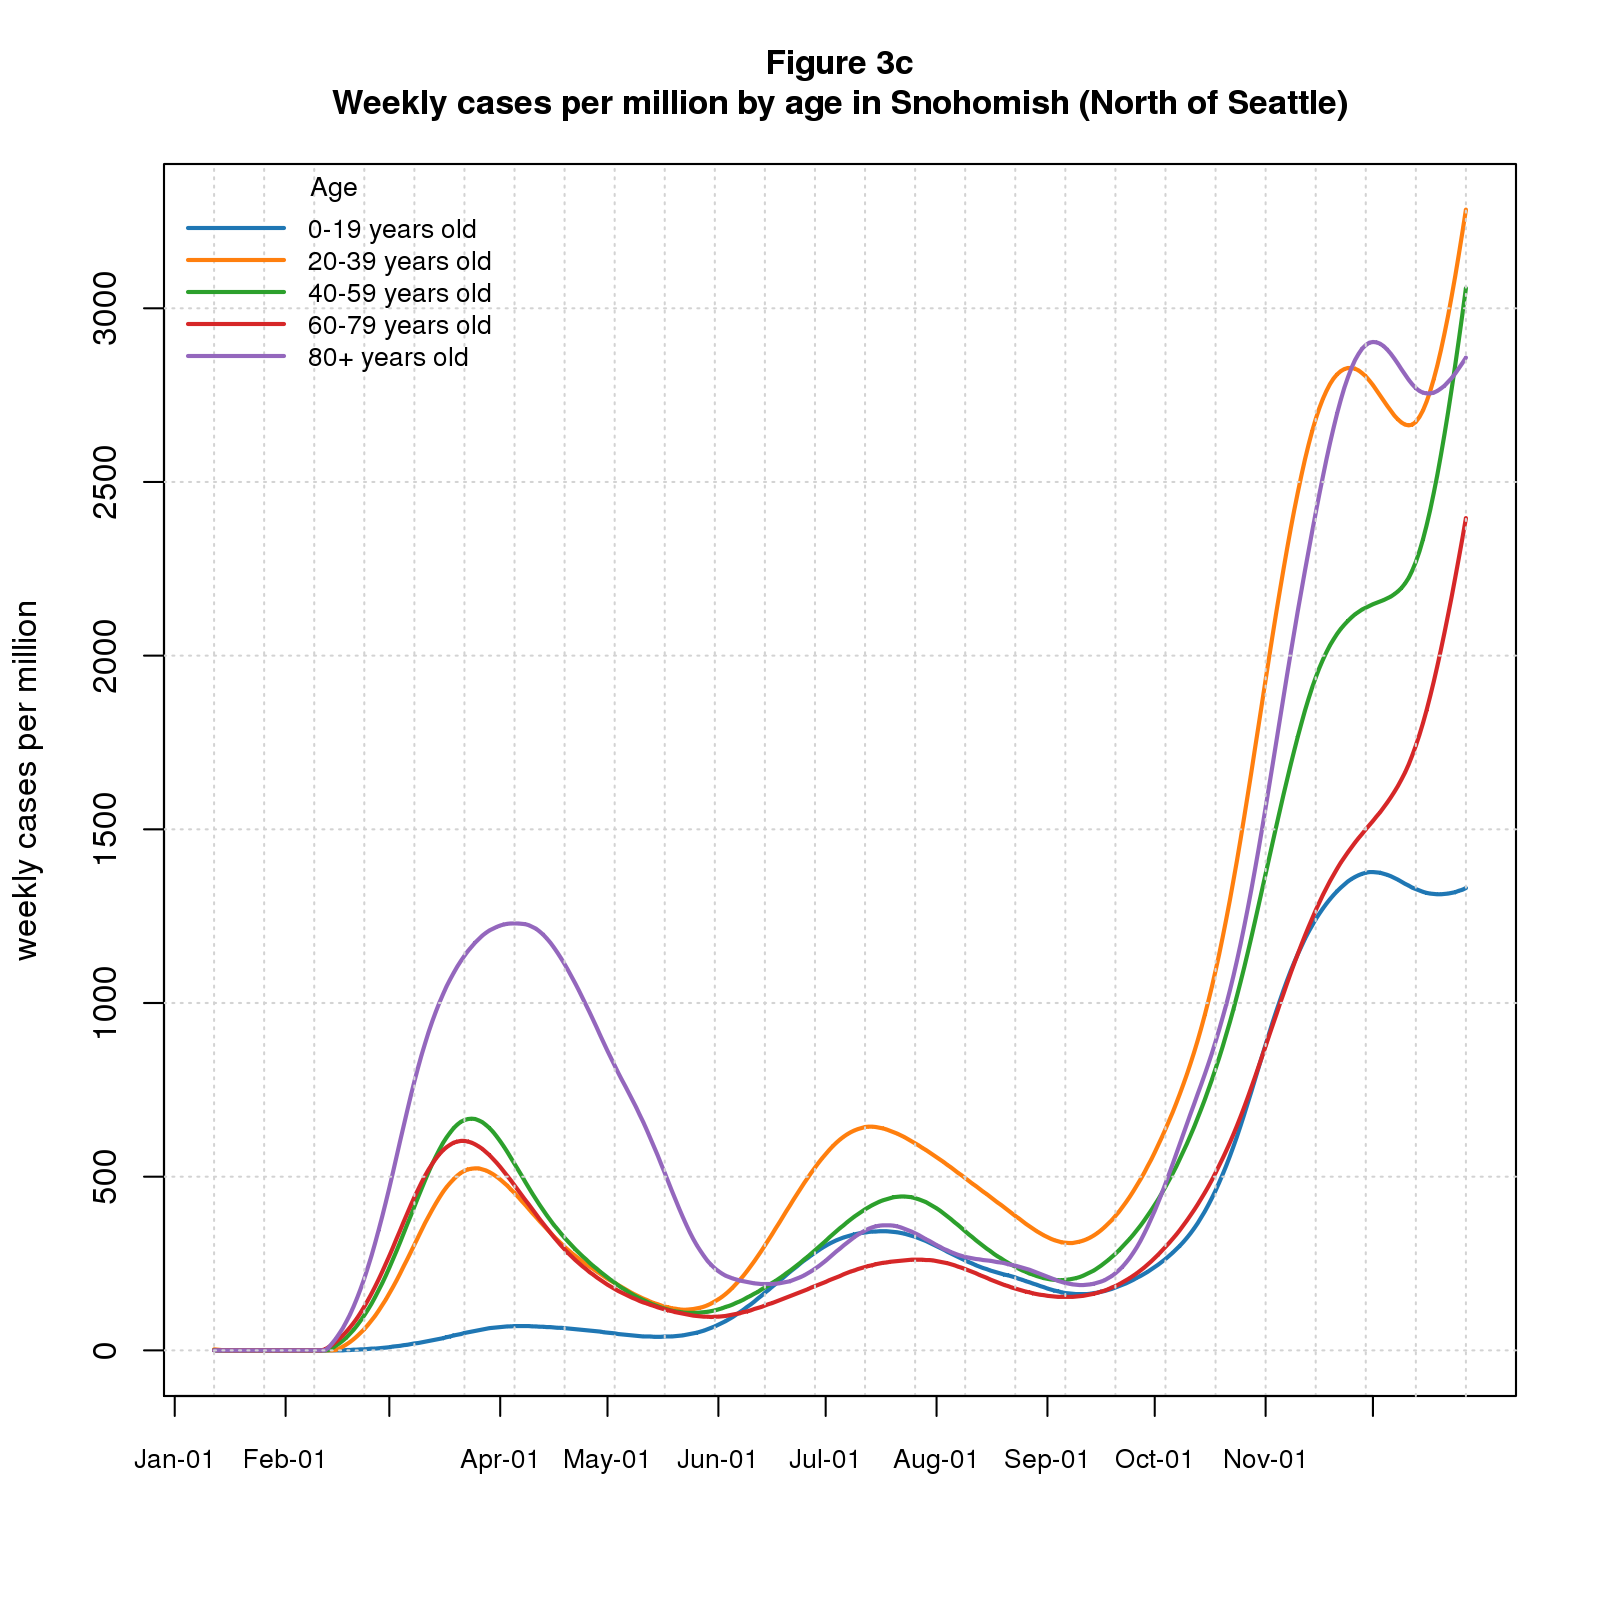 Figure 3c
Weekly cases per million by age in Snohomish (North of Seattle)
Age
0-19 years old
20-39 years old
40-59 years old
60-79 years old
80+ years old
weekly cases per million
3000
2500
2000
1500
1000
500
0
Jan-01 Feb-01 Apr-01 May-01 Jun-01 Jul-01 Aug-01 Sep-01 Oct-01 Nov-01